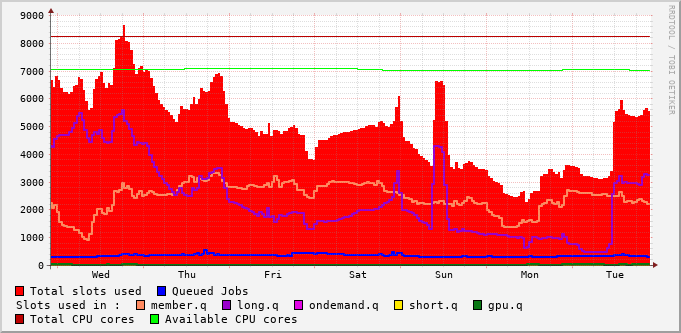 9000
8000
7000
6000
5000
4000
3000
2000
1000
0
Wed Thu Fri Sat Sun Mon Tue
RRDTOOL / TOBI OETIKER
Total slots used Queued Jobs
Slots used in : member.q long.q ondemand.q short.q gpu.q
Total CPU cores Available CPU cores